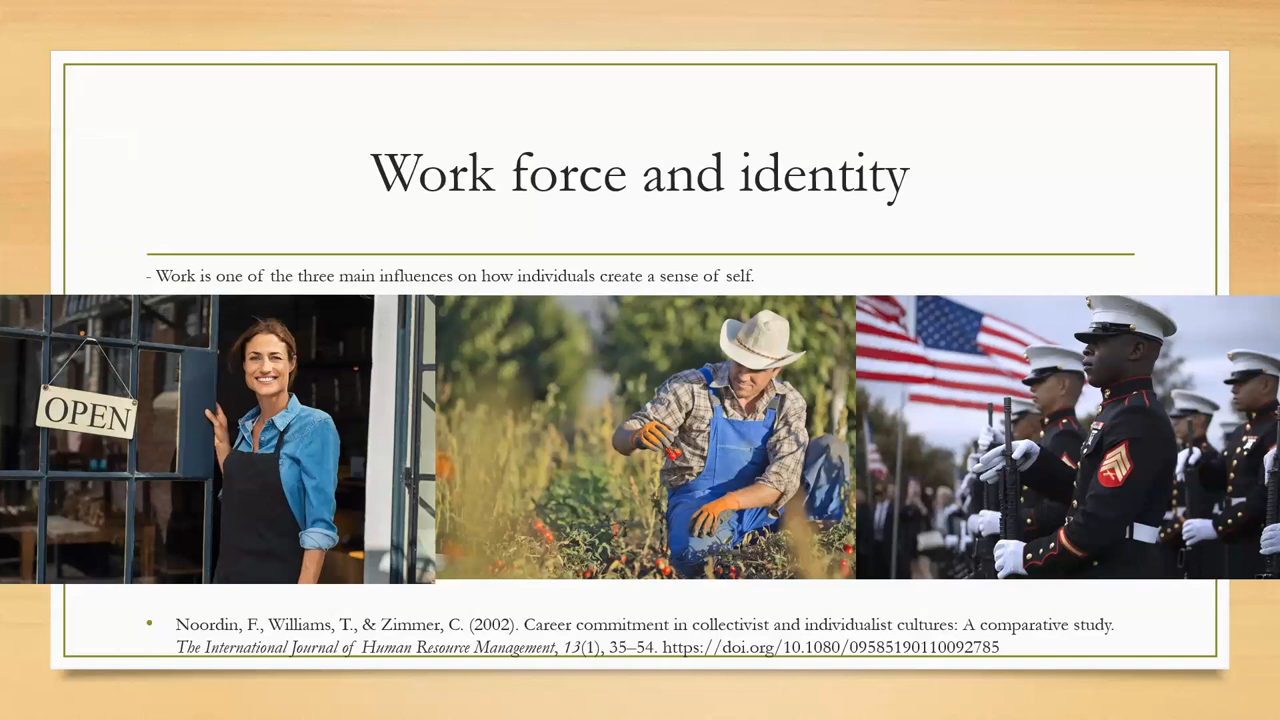 Work force and identity
- Work is one of the three main influences on how individuals create a sense of self.
OPEN
• Noordin, F., Williams, T., & Zimmer, C. (2002). Career commitment in collectivist and individualist cultures: A comparative study.
The International Journal of Human Resource Management, 13(1), 35–54. https://doi.org/10.1080/09585190110092785